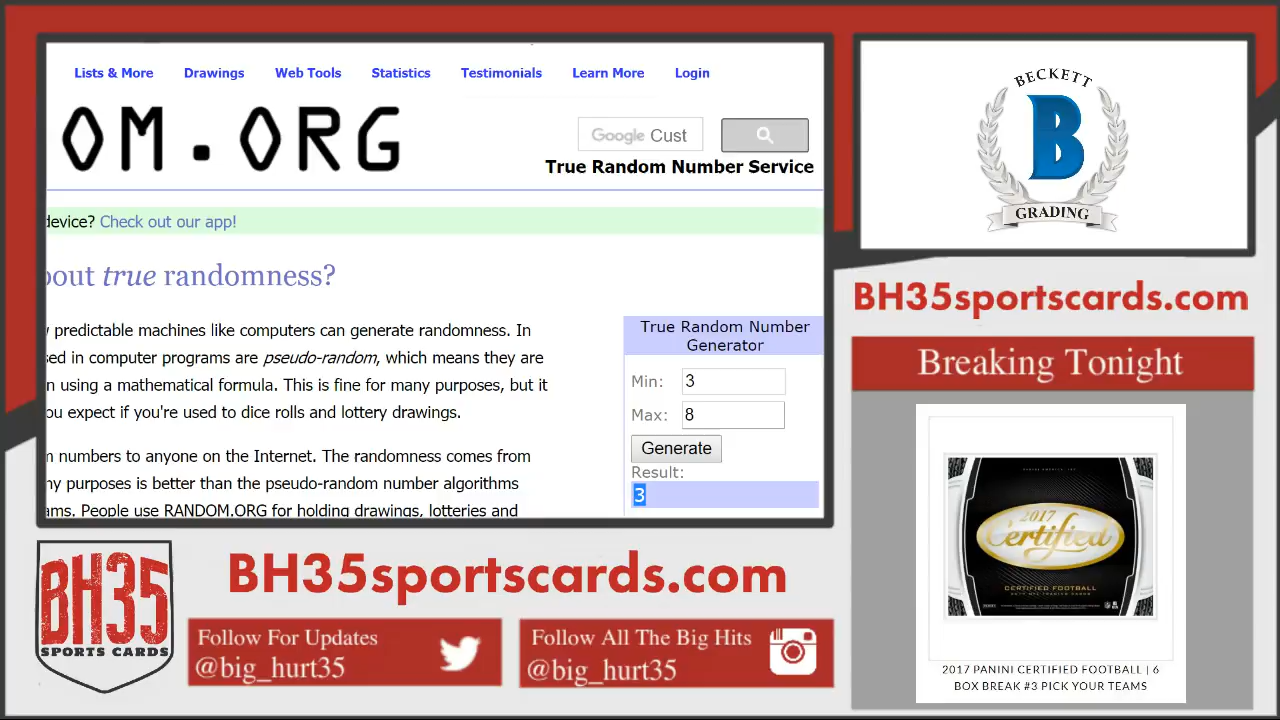 Lists & More Drawings Web Tools Statistics Testimonials Learn More Login
OM.ORG
Google Cust
True Random Number Service
device? Check out our app!
bout true randomness?
predictable machines like computers can generate randomness. In
sed in computer programs are pseudo-random, which means they are
n using a mathematical formula. This is fine for many purposes, but it
ou expect if you're used to dice rolls and lottery drawings.
m numbers to anyone on the Internet. The randomness comes from
ny purposes is better than the pseudo-random number algorithms
ams. People use RANDOM.ORG for holding drawings, lotteries and
True Random Number
Generator
Min: 3
Max: 8
Generate
Result:
3
BECKETT
B
GRADING
BH35sportscards.com
Breaking Tonight
2017
Certified
CERTIFIED FOOTBALL
2017 PANINI CERTIFIED FOOTBALL | 6
BOX BREAK #3 PICK YOUR TEAMS
BH35
SPORTS CARDS
BH35sportscards.com
Follow For Updates
@big_hurt35
Follow All The Big Hits
@big_hurt35